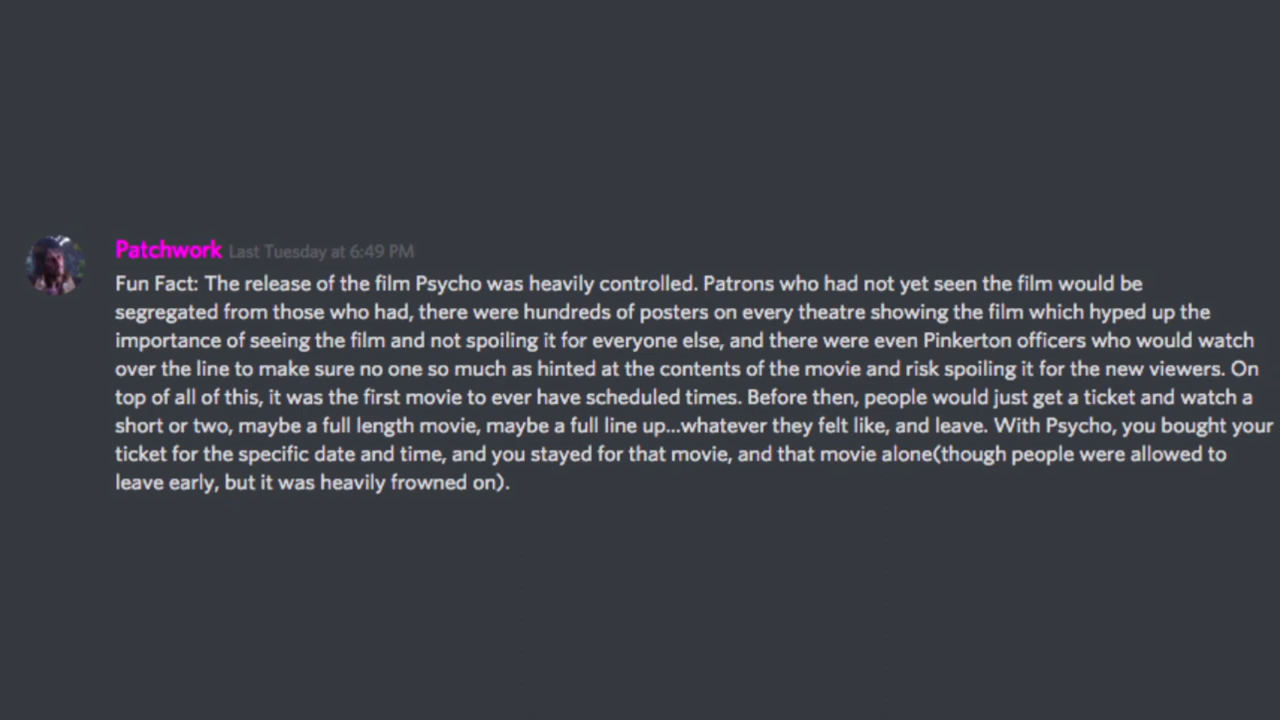 Patchwork Last Tuesday at 6:49 PM
Fun Fact: The release of the film Psycho was heavily controlled. Patrons who had not yet seen the film would be
segregated from those who had, there were hundreds of posters on every theatre showing the film which hyped up the
importance of seeing the film and not spoiling it for everyone else, and there were even Pinkerton officers who would watch
over the line to make sure no one so much as hinted at the contents of the movie and risk spoiling it for the new viewers. On
top of all of this, it was the first movie to ever have scheduled times. Before then, people would just get a ticket and watch a
short or two, maybe a full length movie, maybe a full line up...whatever they felt like, and leave. With Psycho, you bought your
ticket for the specific date and time, and you stayed for that movie, and that movie alone(though people were allowed to
leave early, but it was heavily frowned on).